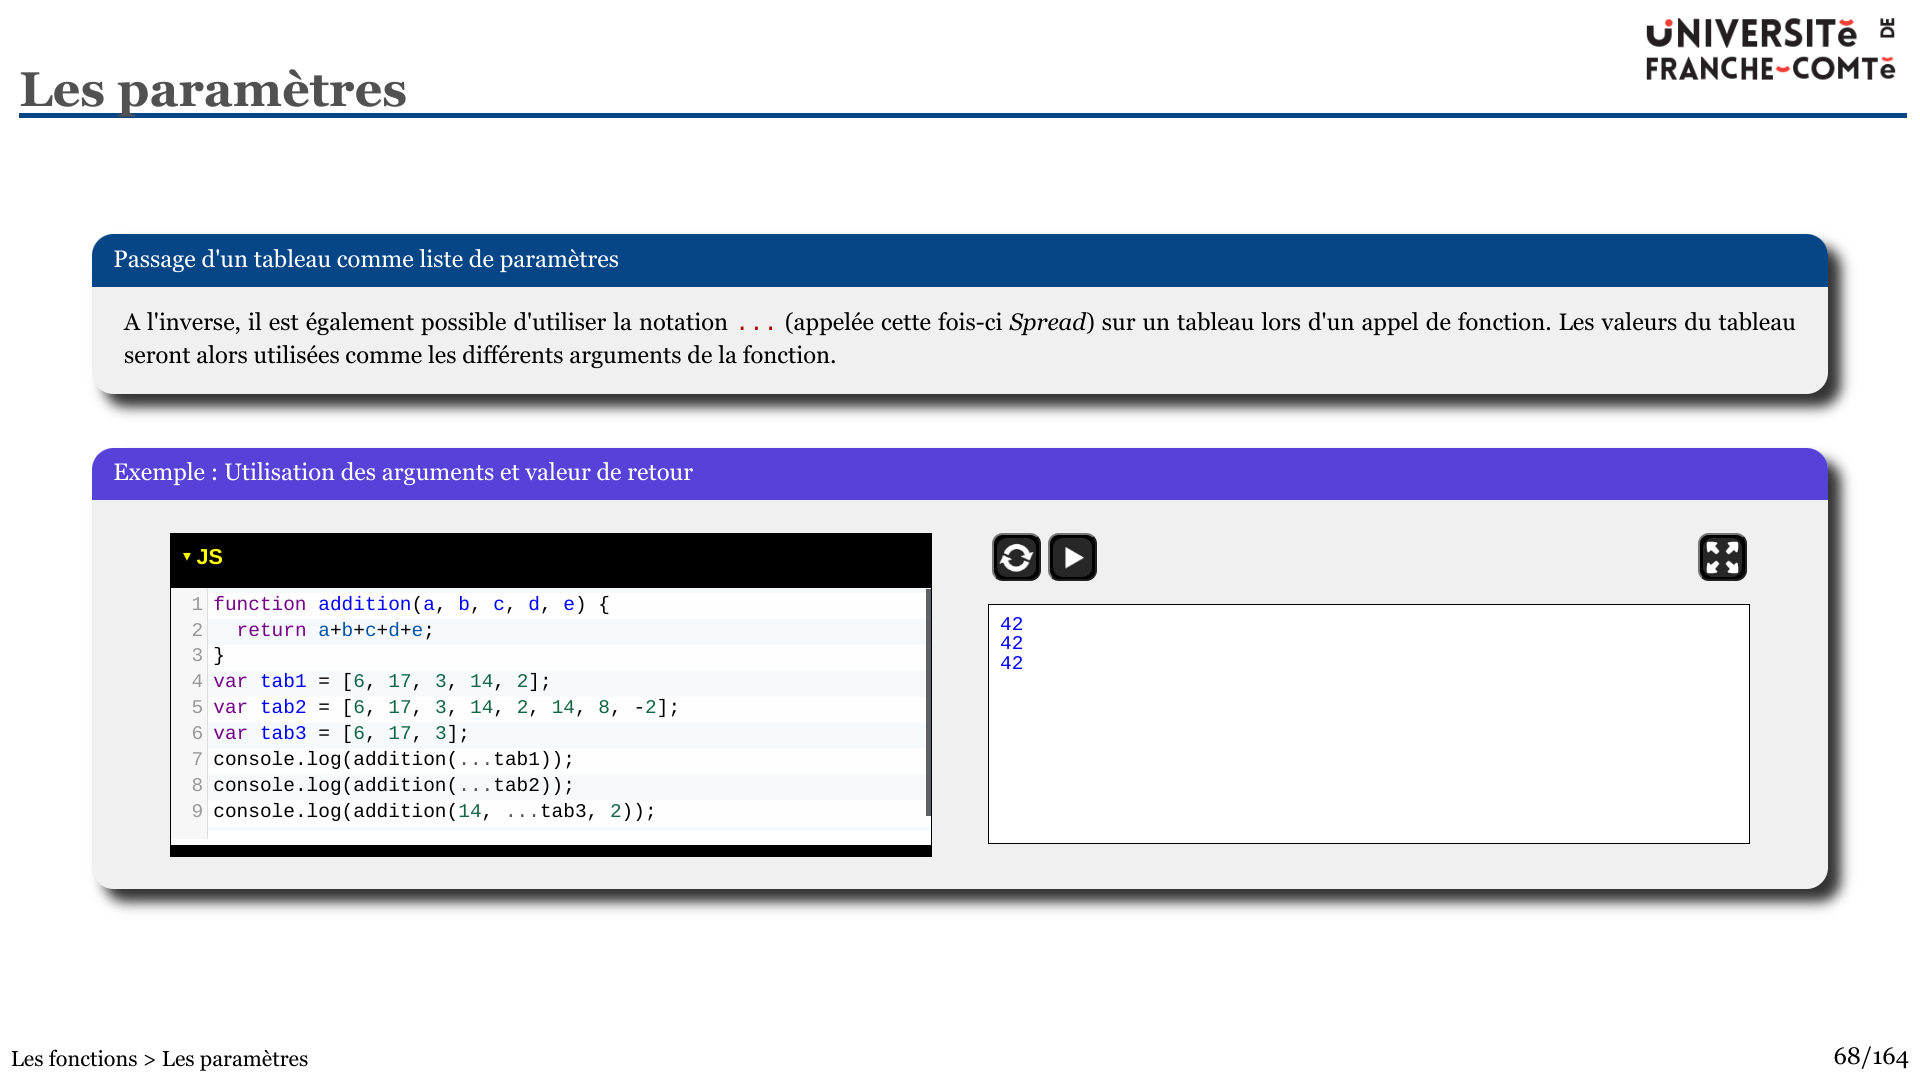 UNIVERSITĕ DE
FRANCHE-COMTĕ
Les paramètres
Passage d'un tableau comme liste de paramètres
A l'inverse, il est également possible d'utiliser la notation ... (appelée cette fois-ci Spread) sur un tableau lors d'un appel de fonction. Les valeurs du tableau
seront alors utilisées comme les différents arguments de la fonction.
Exemple : Utilisation des arguments et valeur de retour
▾ JS
1 function addition(a, b, c, d, e) {
2   return a+b+c+d+e;
3 }
4 var tab1 = [6, 17, 3, 14, 2];
5 var tab2 = [6, 17, 3, 14, 2, 14, 8, -2];
6 var tab3 = [6, 17, 3];
7 console.log(addition(...tab1));
8 console.log(addition(...tab2));
9 console.log(addition(14, ...tab3, 2));
42
42
42
Les fonctions > Les paramètres
68/164